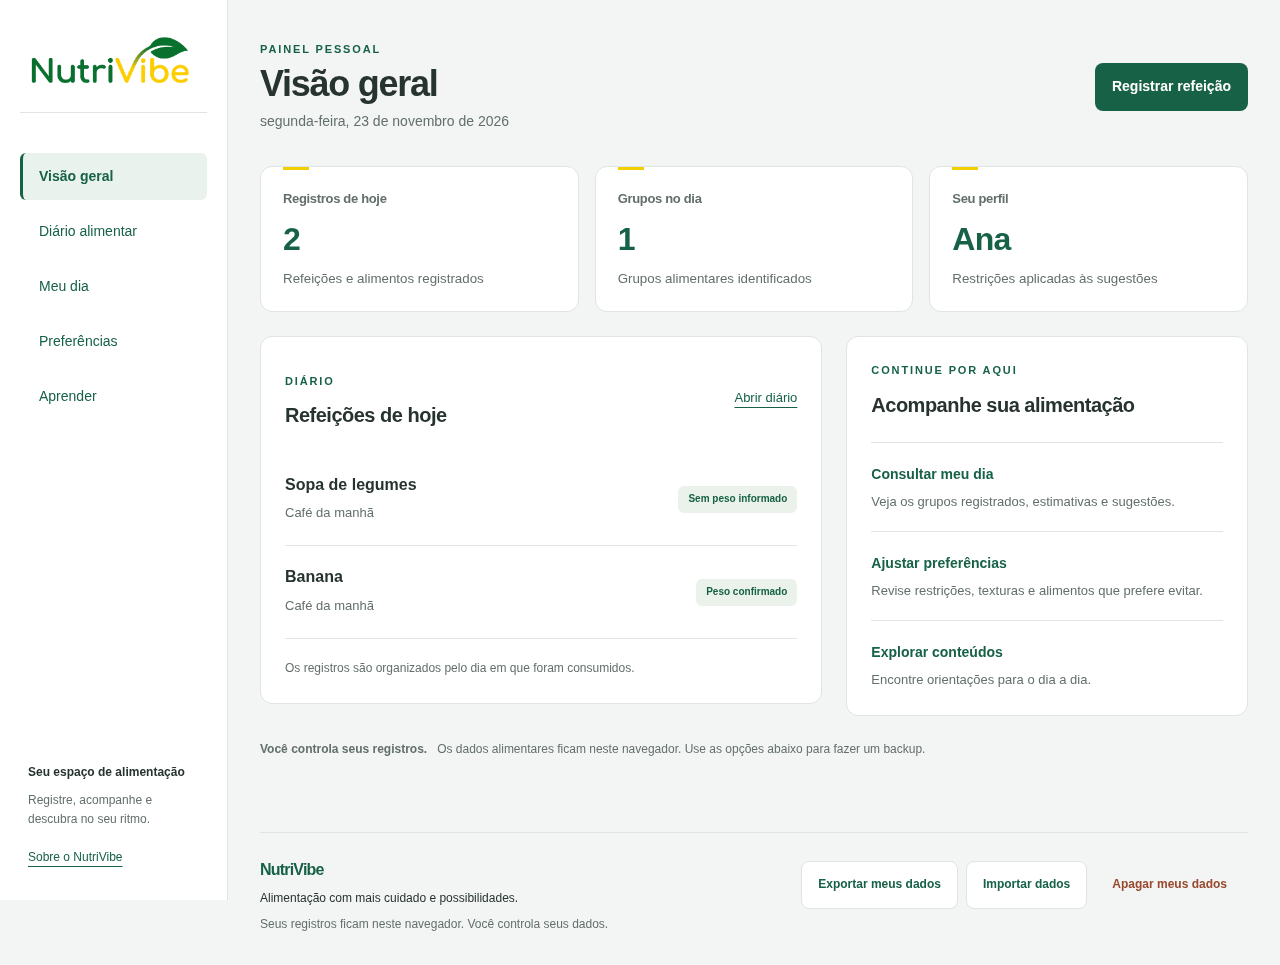 NutriVibe
Visão geral
Diário alimentar
Meu dia
Preferências
Aprender
Seu espaço de alimentação
Registre, acompanhe e
descubra no seu ritmo.
Sobre o NutriVibe
PAINEL PESSOAL
Visão geral
segunda-feira, 23 de novembro de 2026
Registrar refeição
Registros de hoje
2
Refeições e alimentos registrados
Grupos no dia
1
Grupos alimentares identificados
Seu perfil
Ana
Restrições aplicadas às sugestões
DIÁRIO
Refeições de hoje
Abrir diário
Sopa de legumes
Café da manhã
Sem peso informado
Banana
Café da manhã
Peso confirmado
Os registros são organizados pelo dia em que foram consumidos.
CONTINUE POR AQUI
Acompanhe sua alimentação
Consultar meu dia
Veja os grupos registrados, estimativas e sugestões.
Ajustar preferências
Revise restrições, texturas e alimentos que prefere evitar.
Explorar conteúdos
Encontre orientações para o dia a dia.
Você controla seus registros. Os dados alimentares ficam neste navegador. Use as opções abaixo para fazer um backup.
NutriVibe
Alimentação com mais cuidado e possibilidades.
Seus registros ficam neste navegador. Você controla seus dados.
Exportar meus dados
Importar dados
Apagar meus dados